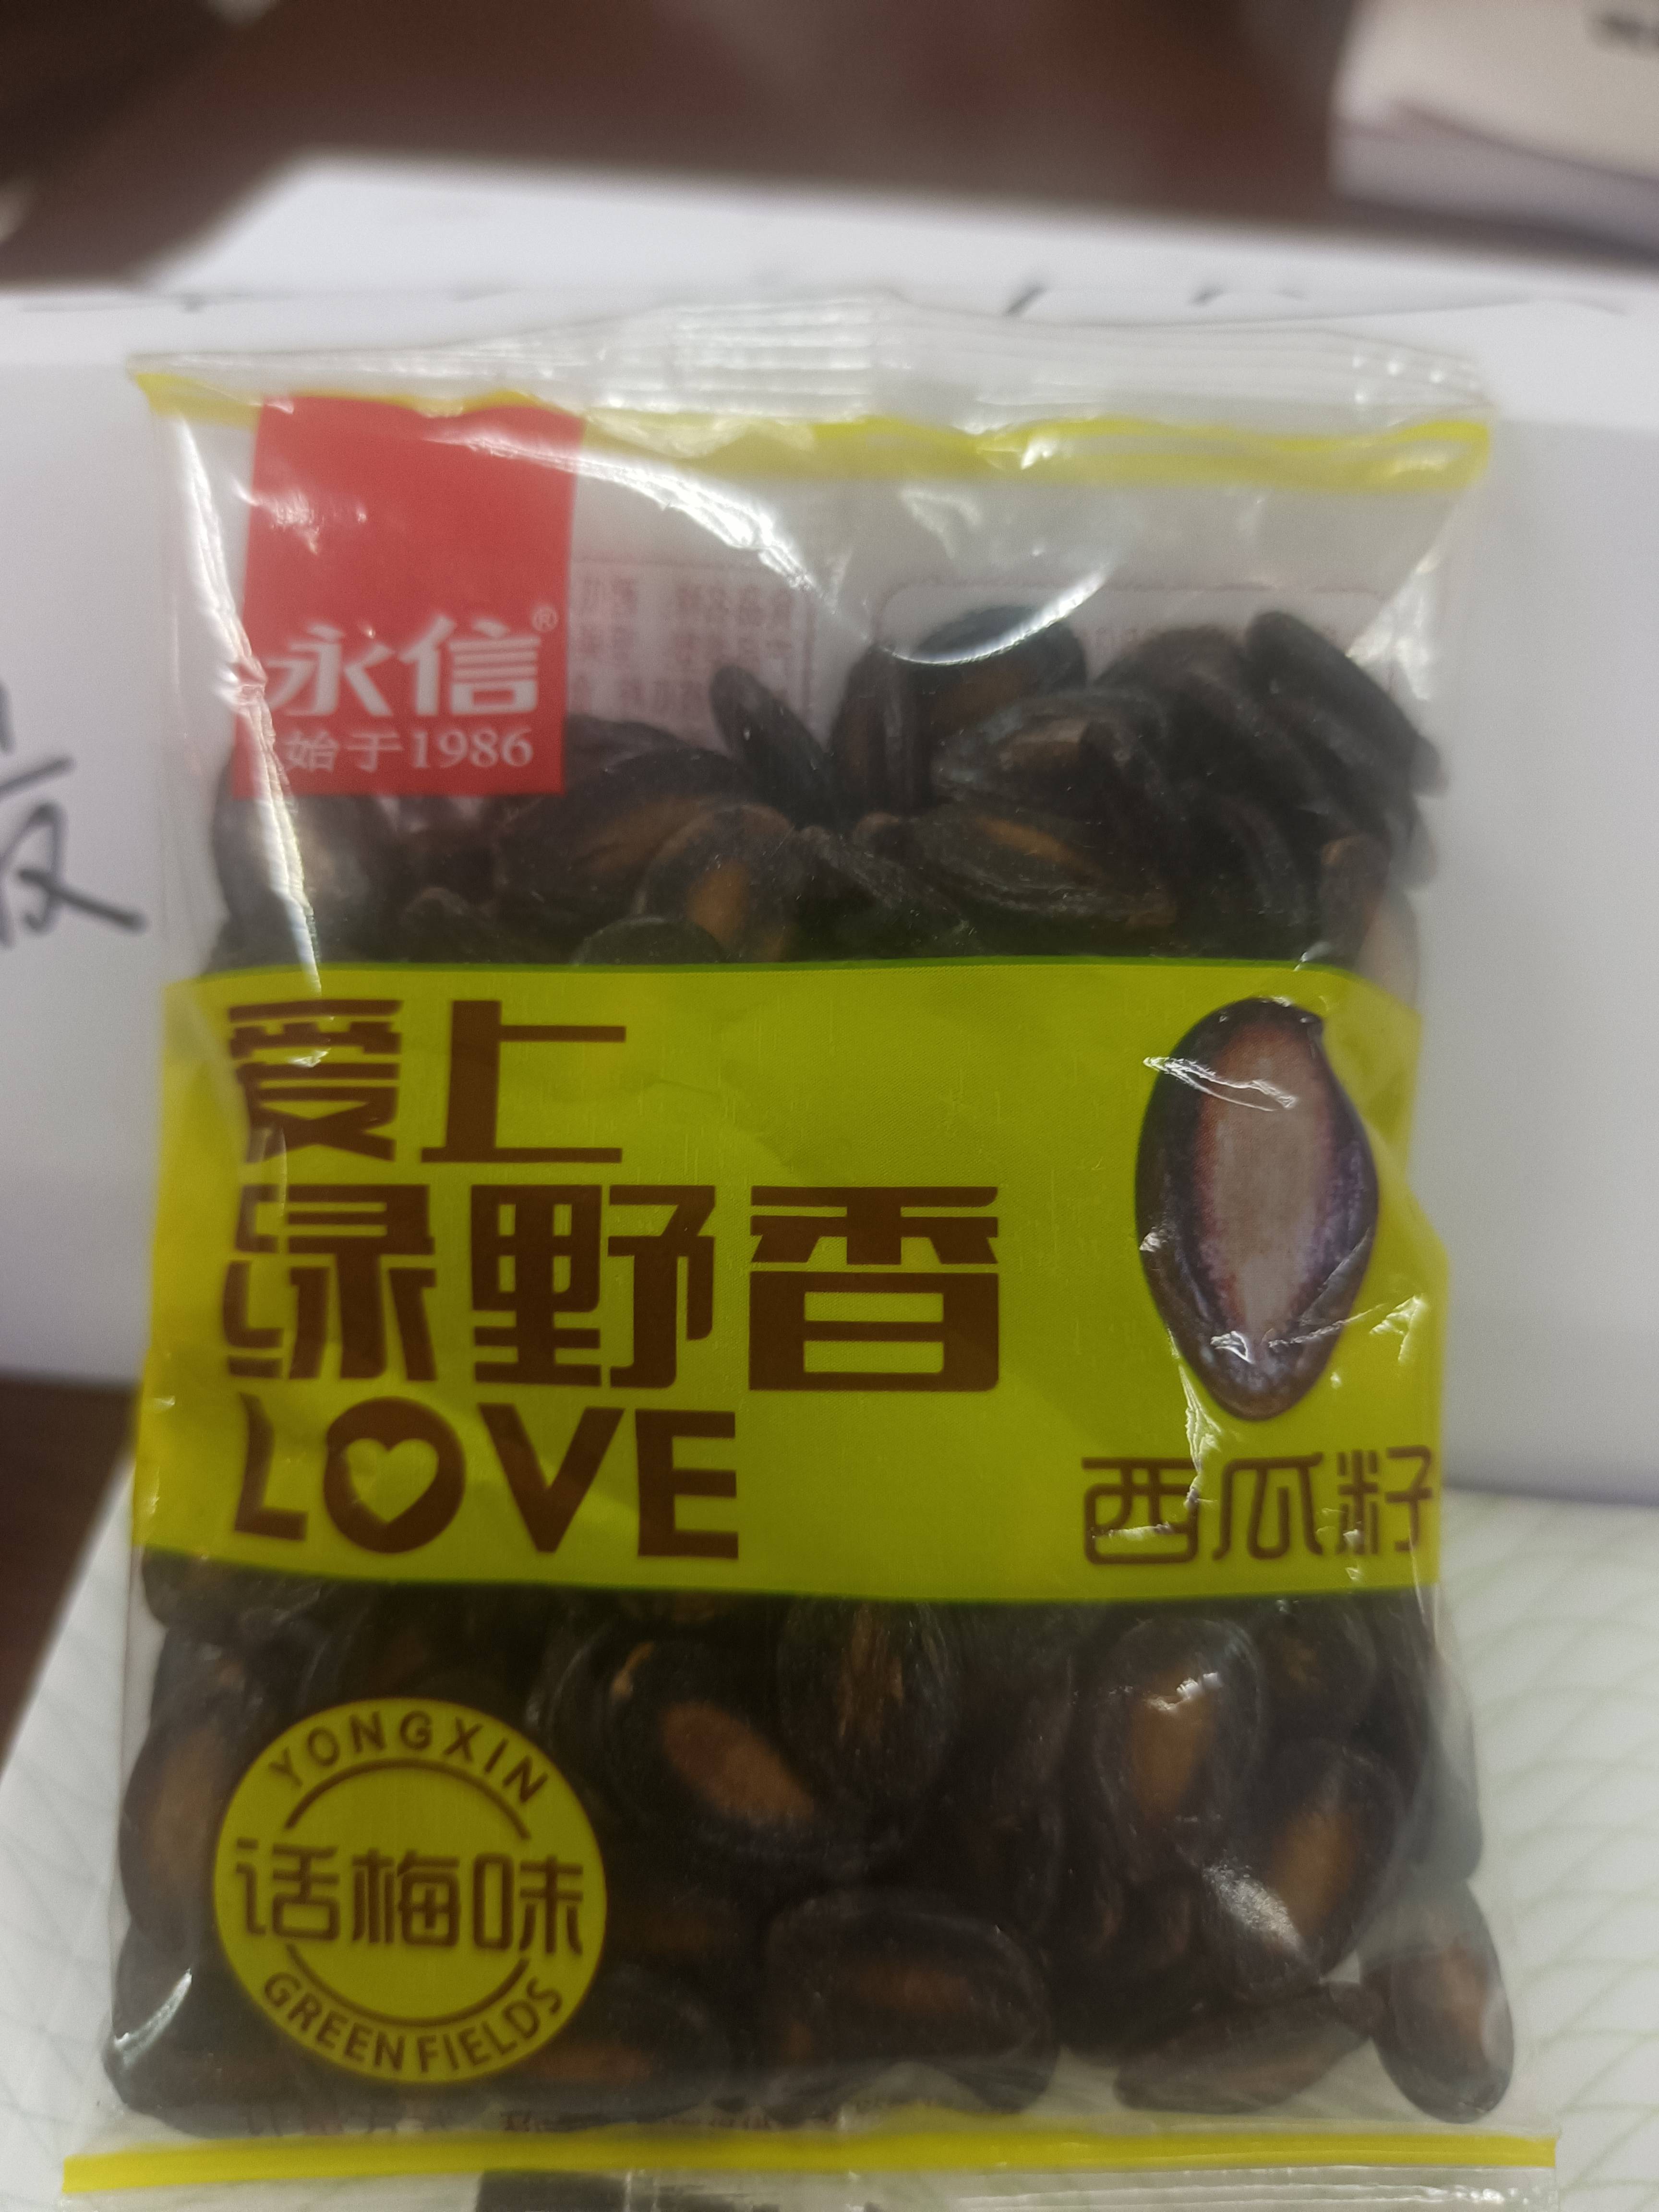 永信®
始于1986
爱上
绿野香
LOVE
西瓜籽
YONGXIN
话梅味
GREEN FIELDS